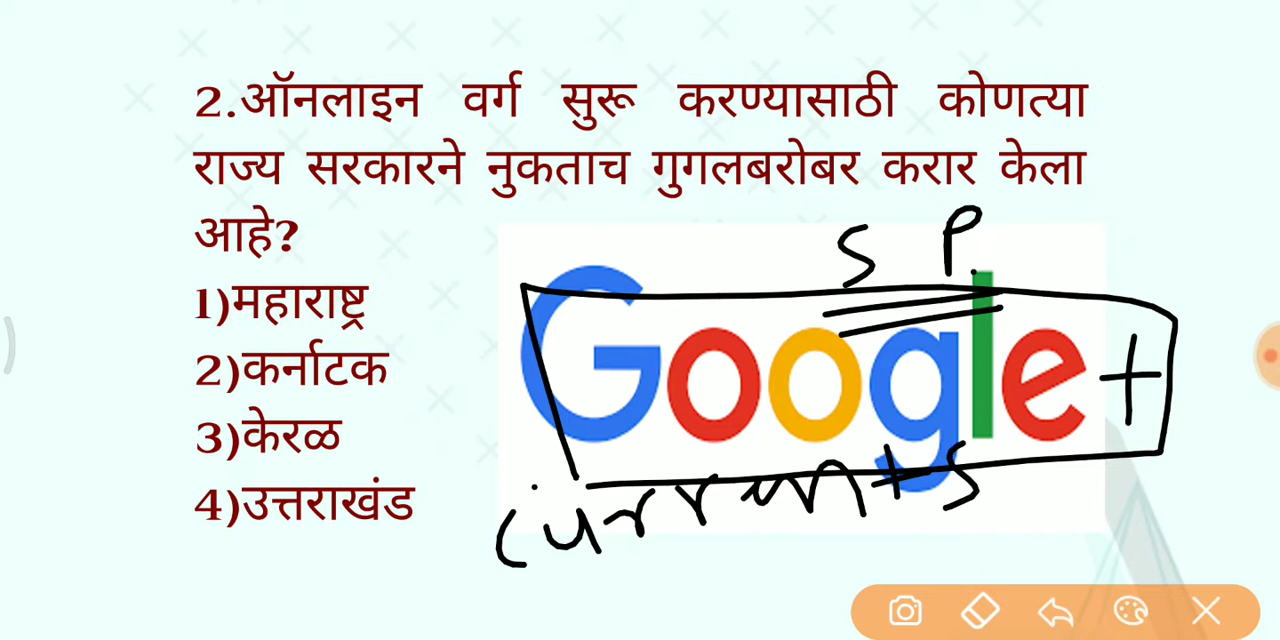 2.ऑनलाइन वर्ग सुरू करण्यासाठी कोणत्या
राज्य सरकारने नुकताच गुगलबरोबर करार केला
आहे?
1)महाराष्ट्र
2)कर्नाटक
3)केरळ
4)उत्तराखंड
S P.
Google+
currents